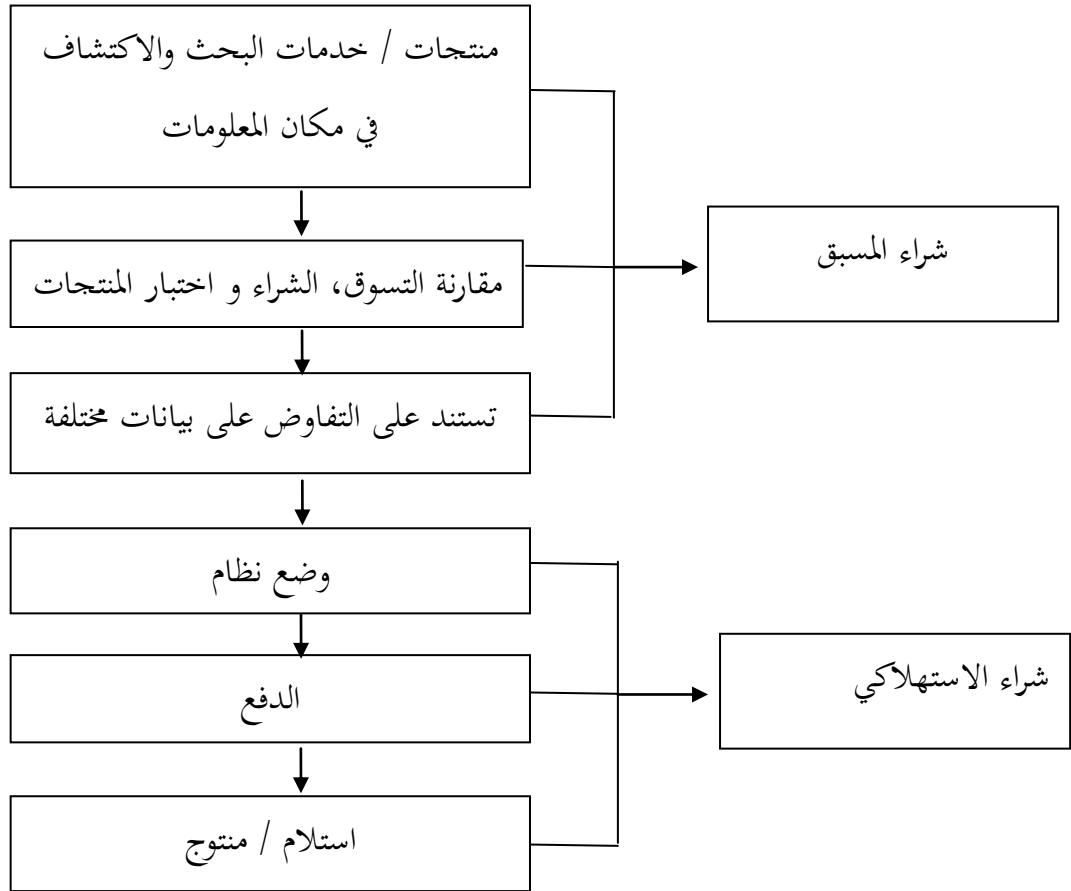 منتجات / خدمات البحث والاكتشاف
في مكان المعلومات
مقارنة التسوق، الشراء و اختبار المنتجات
شراء المسبق
تستند على التفاوض على بيانات مختلفة
وضع نظام
الدفع
شراء الاستهلاكي
استلام / منتوج